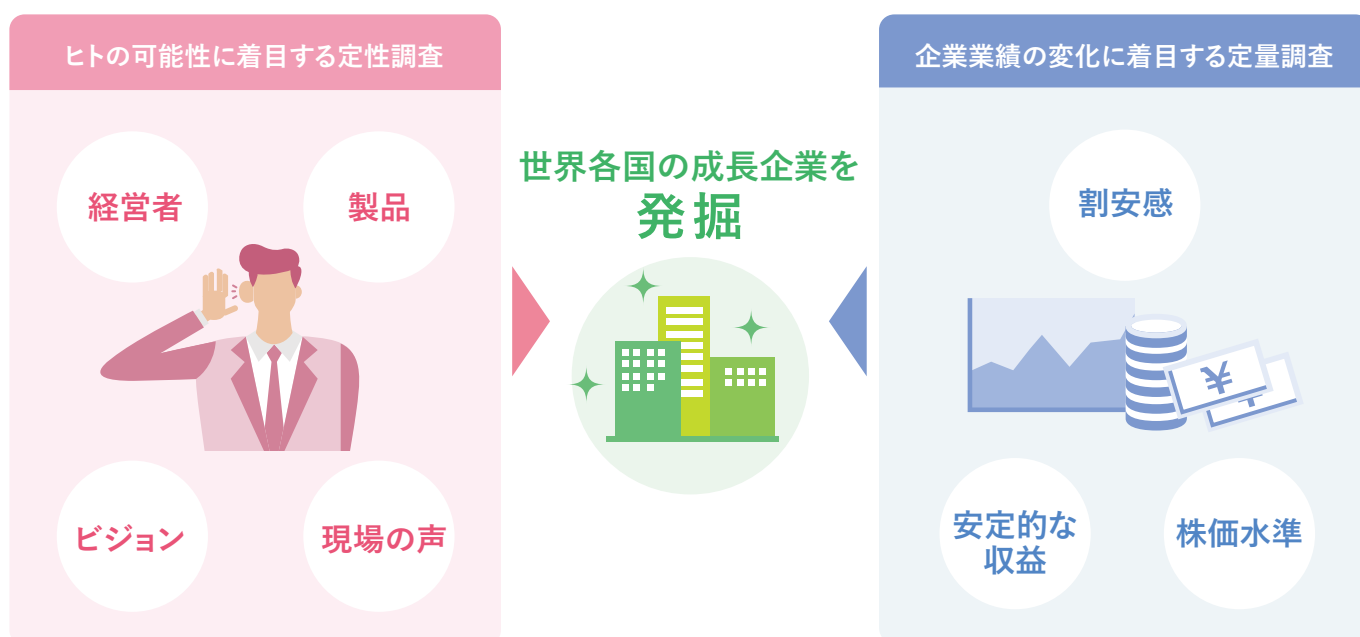 ヒトの可能性に着目する定性調査
経営者
製品
ビジョン
現場の声
世界各国の成長企業を
発掘
企業業績の変化に着目する定量調査
割安感
¥
¥
安定的な
収益
株価水準